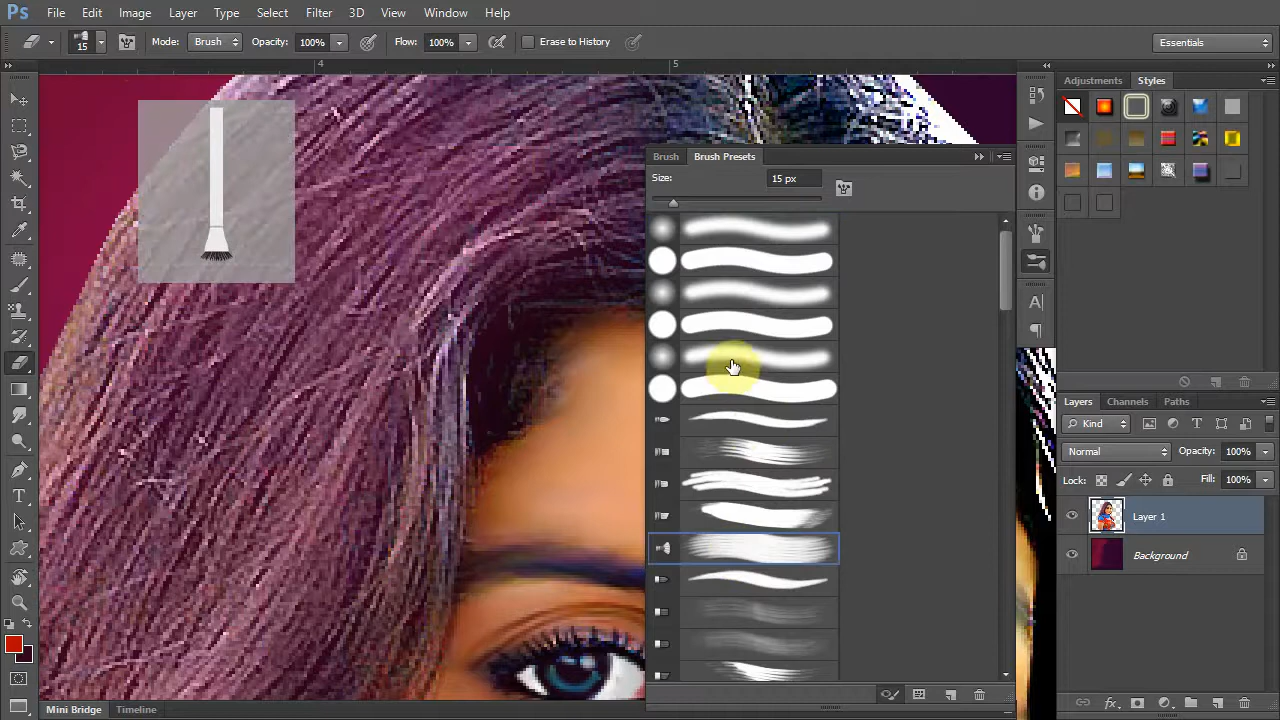 Ps File Edit Image Layer Type Select Filter 3D View Window Help
15 Mode: Brush Opacity: 100% Flow: 100% Erase to History Essentials
4 5
Adjustments Styles
Brush Brush Presets
Size: 15 px
A
Layers Channels Paths
Kind T
Normal Opacity: 100%
Lock: Fill: 100%
Layer 1
Background
T
fx
Mini Bridge Timeline